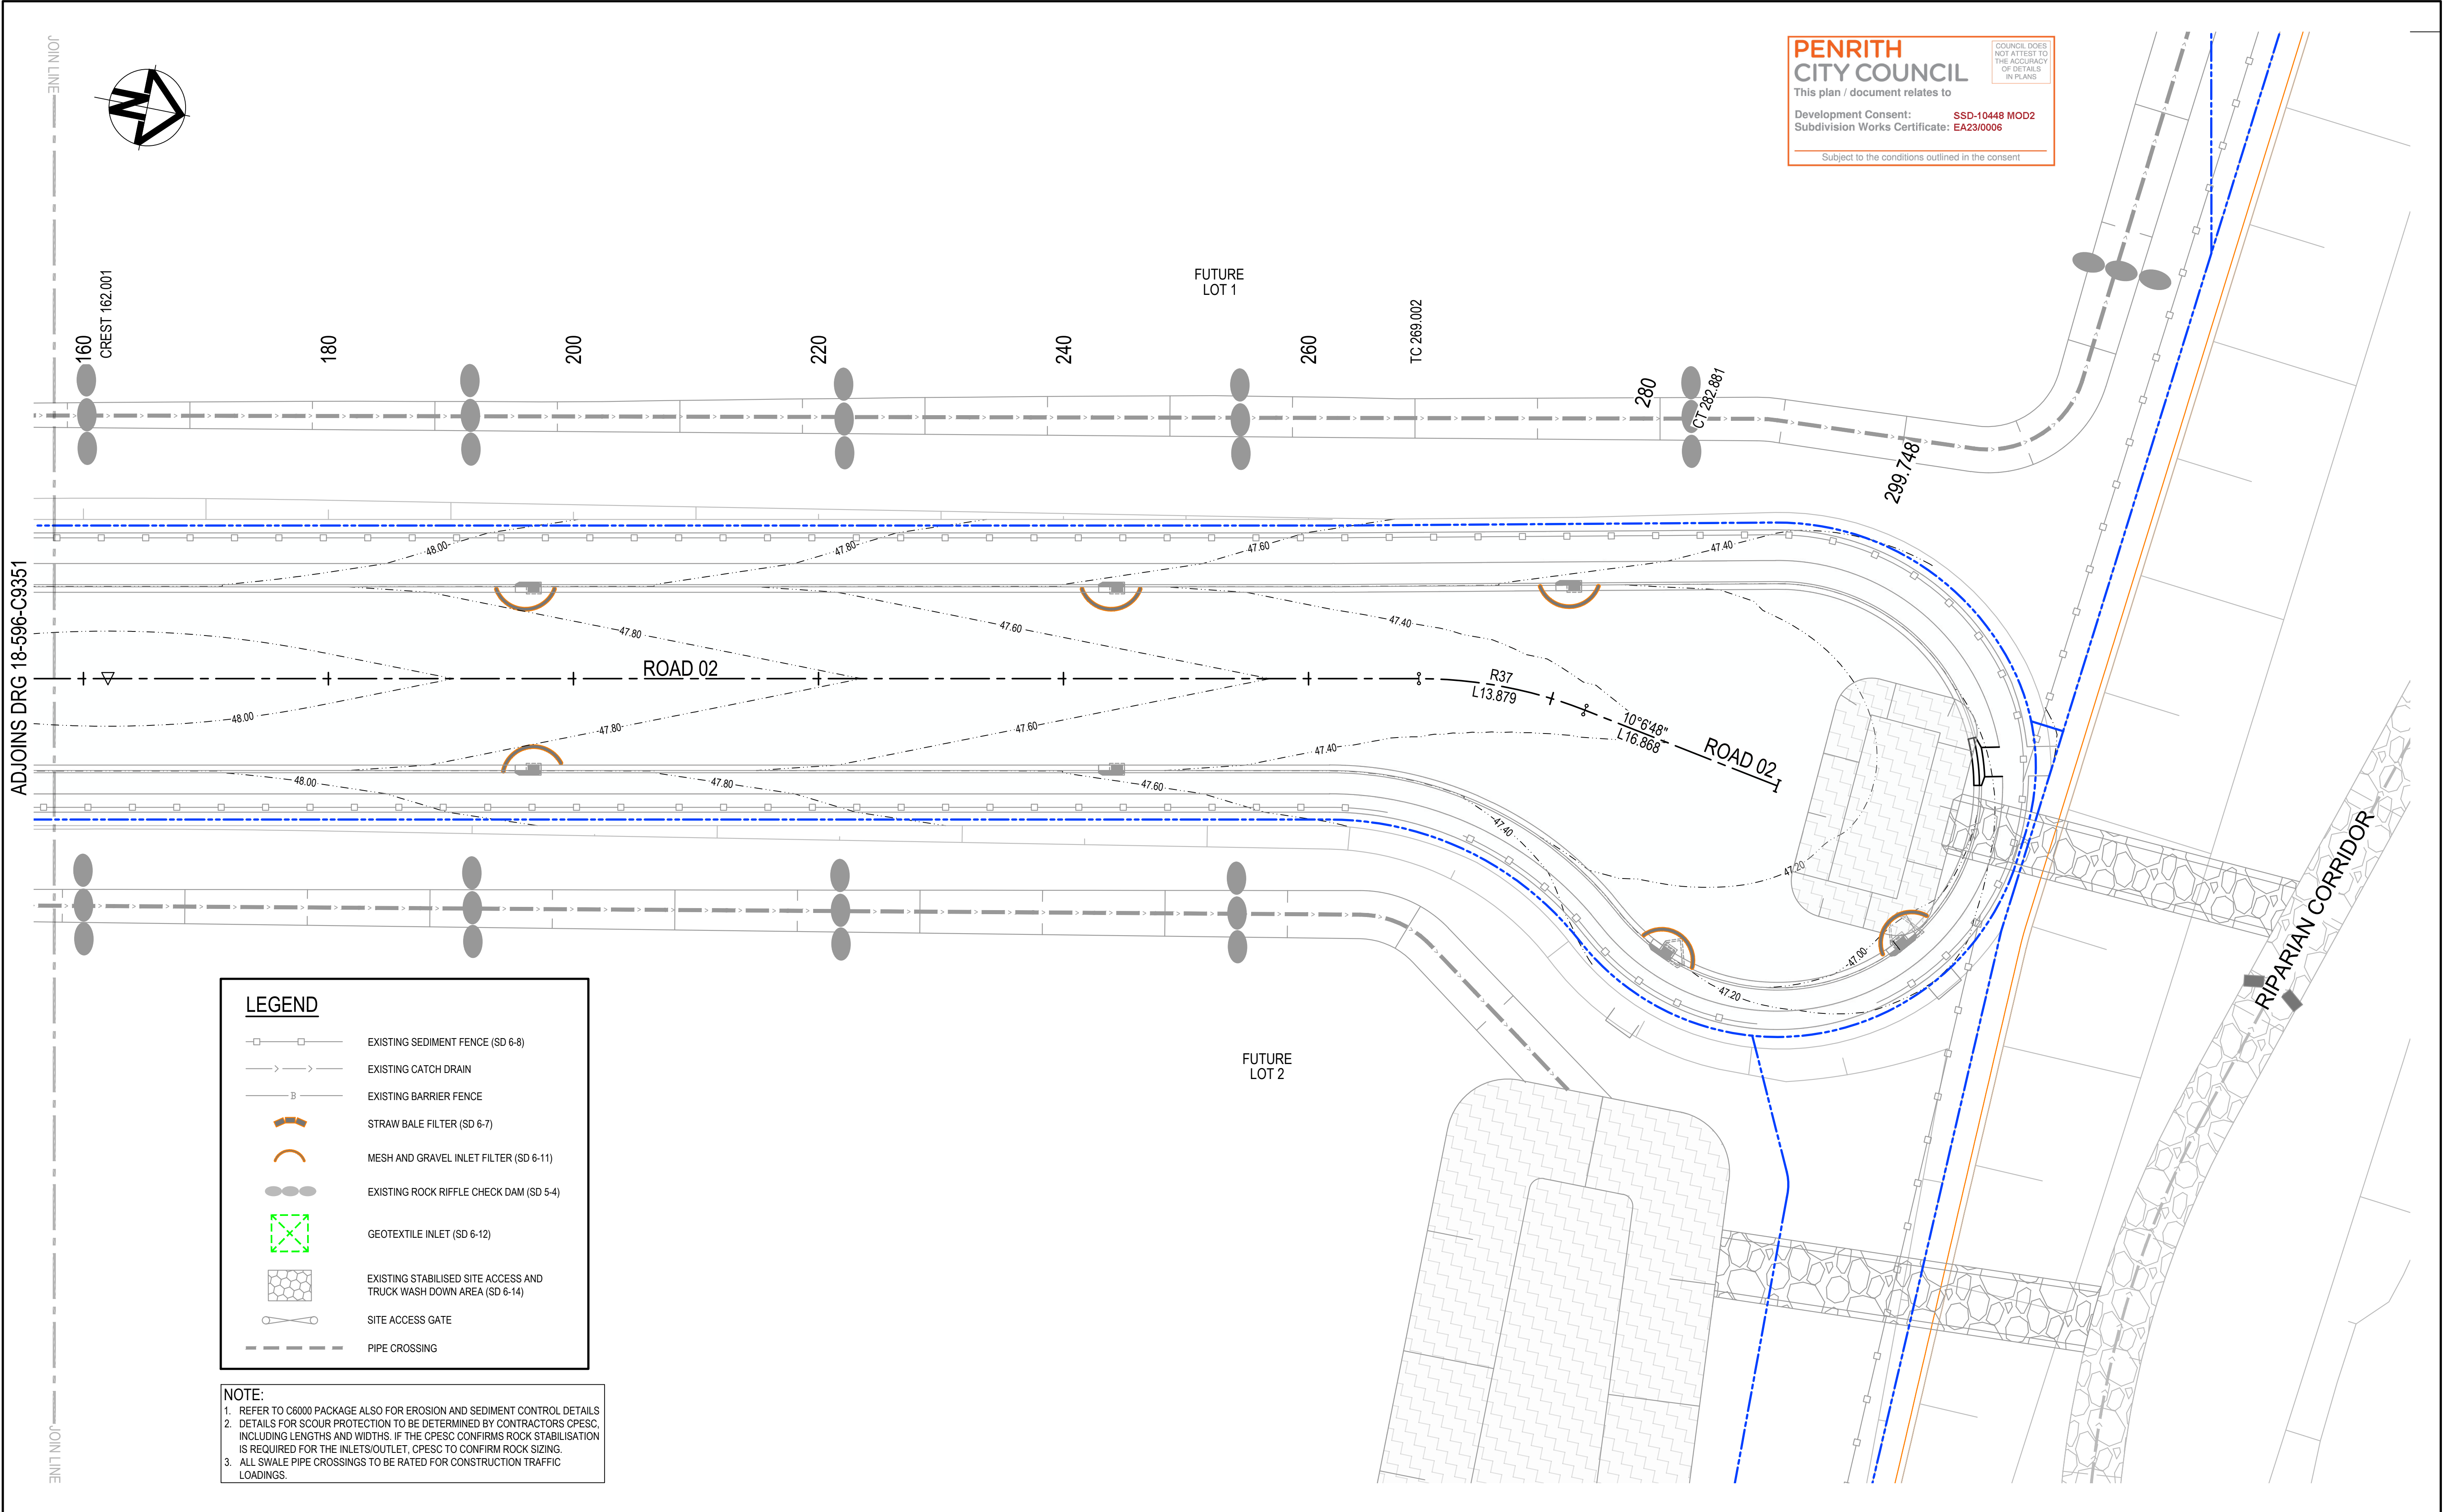 JOIN LINE
N
PENRITH
CITY COUNCIL
COUNCIL DOES
NOT ATTEST TO
THE ACCURACY
OF DETAILS
IN PLANS
This plan / document relates to
Development Consent: SSD-10448 MOD2
Subdivision Works Certificate: EA23/0006
Subject to the conditions outlined in the consent
FUTURE
LOT 1
160
CREST 162.001
180
200
220
240
260
TC 269.002
280
CT 282.881
299.748
ADJOINS DRG 18-596-C9351
48.00
47.80
47.60
47.40
47.80
47.60
47.40
ROAD 02
R37
L13.879
10°6'48"
L16.868
ROAD 02
48.00
47.80
47.60
47.40
48.00
47.80
47.60
47.40
47.20
47.00
47.20
RIPARIAN CORRIDOR
FUTURE
LOT 2
LEGEND
EXISTING SEDIMENT FENCE (SD 6-8)
EXISTING CATCH DRAIN
B EXISTING BARRIER FENCE
STRAW BALE FILTER (SD 6-7)
MESH AND GRAVEL INLET FILTER (SD 6-11)
EXISTING ROCK RIFFLE CHECK DAM (SD 5-4)
GEOTEXTILE INLET (SD 6-12)
EXISTING STABILISED SITE ACCESS AND
TRUCK WASH DOWN AREA (SD 6-14)
SITE ACCESS GATE
PIPE CROSSING
NOTE:
1. REFER TO C6000 PACKAGE ALSO FOR EROSION AND SEDIMENT CONTROL DETAILS
2. DETAILS FOR SCOUR PROTECTION TO BE DETERMINED BY CONTRACTORS CPESC,
INCLUDING LENGTHS AND WIDTHS. IF THE CPESC CONFIRMS ROCK STABILISATION
IS REQUIRED FOR THE INLETS/OUTLET, CPESC TO CONFIRM ROCK SIZING.
3. ALL SWALE PIPE CROSSINGS TO BE RATED FOR CONSTRUCTION TRAFFIC
LOADINGS.
JOIN LINE